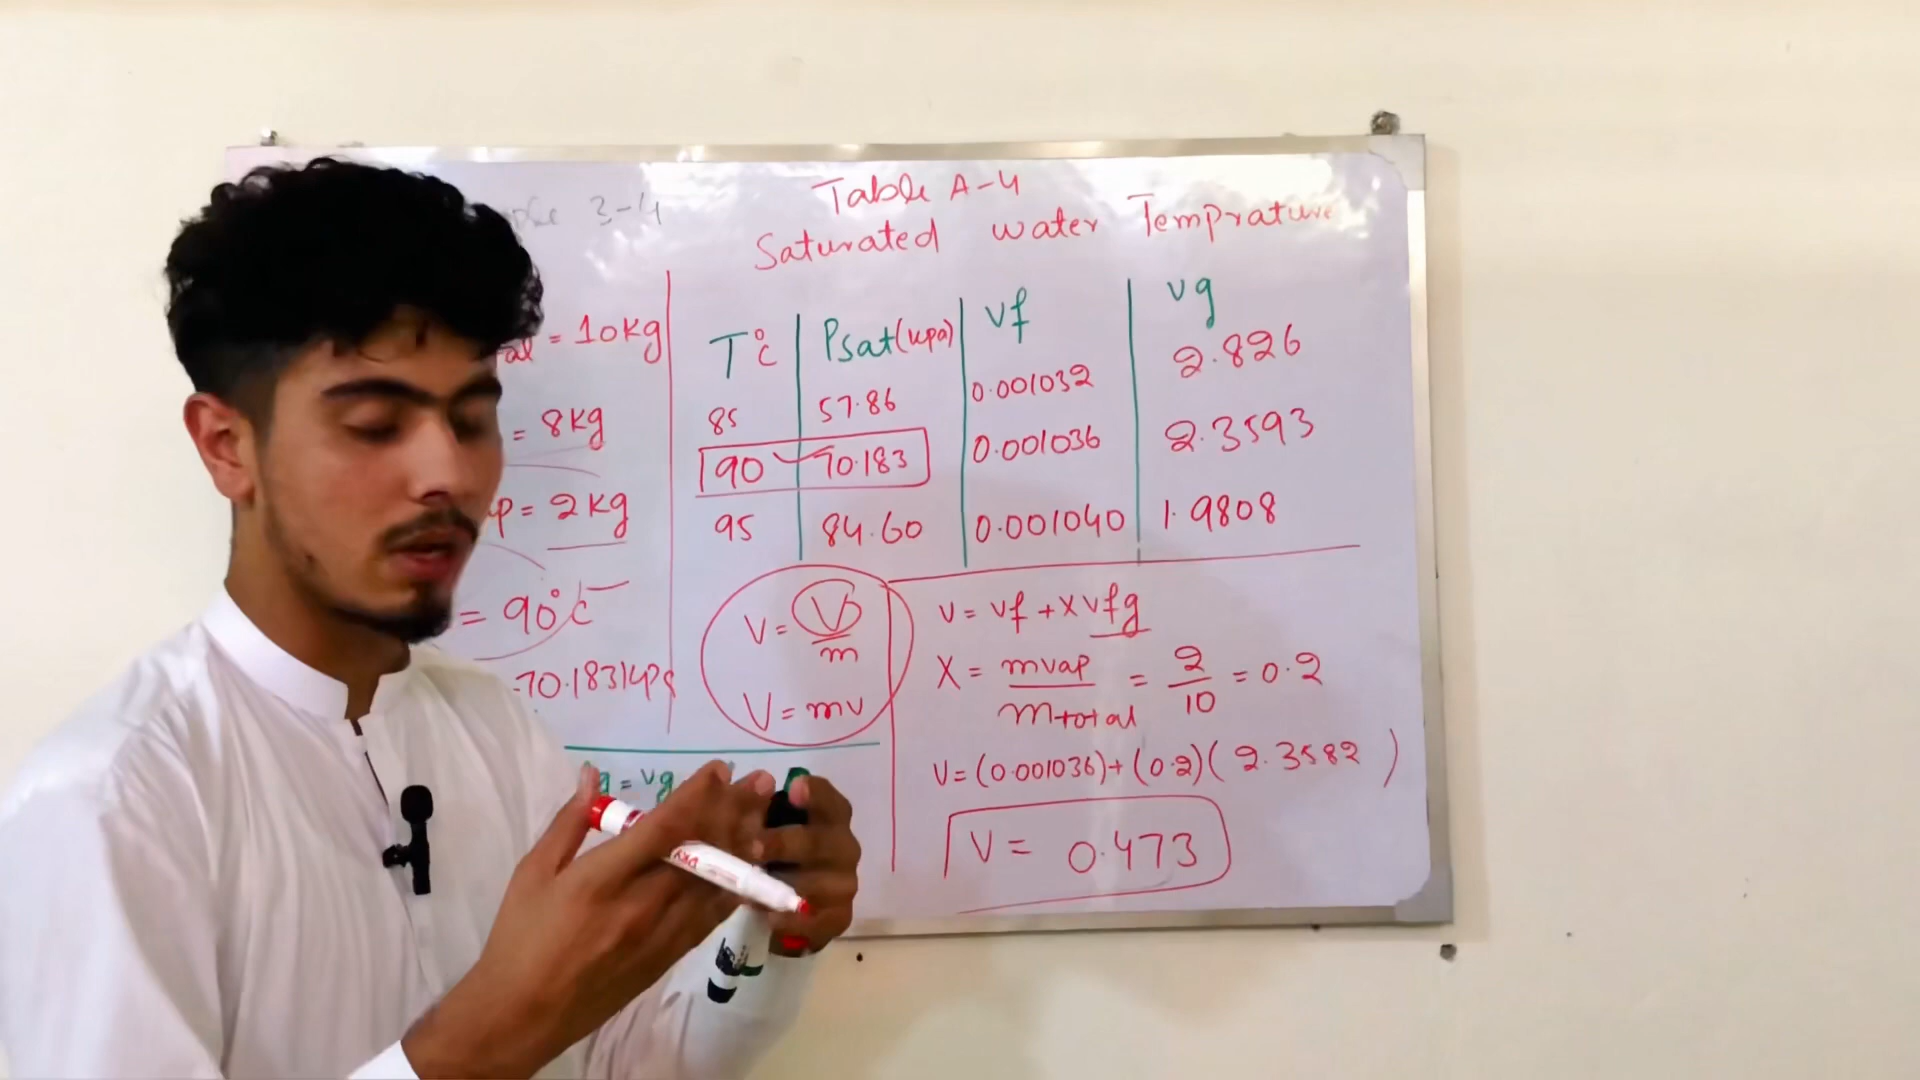 3-4
= 10kg
= 8kg
p = 2kg
= 90°c
70.183kpa
Table A-4
Saturated water Temprature
T°c Psat(kpa) vf vg
85 57.86 0.001032 2.826
90 70.183 0.001036 2.3593
95 84.60 0.001040 1.9808
v = V/m
V = mv
g = vg
v = vf + x vfg
X = mvap/mtotal = 2/10 = 0.2
v = (0.001036)+(0.2)(2.3582)
v = 0.473